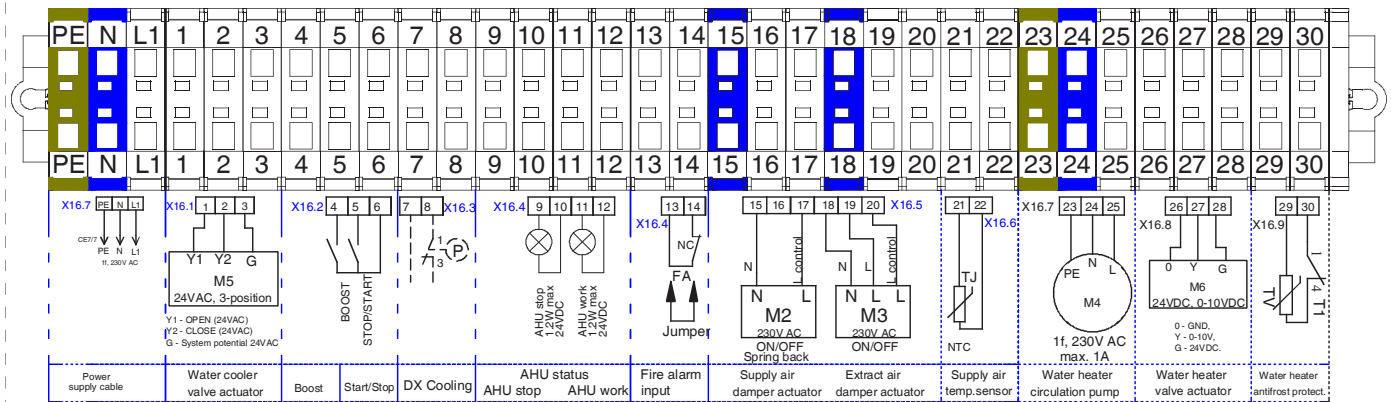 PE N L1 1 2 3 4 5 6 7 8 9 10 11 12 13 14 15 16 17 18 19 20 21 22 23 24 25 26 27 28 29 30
PE N L1 1 2 3 4 5 6 7 8 9 10 11 12 13 14 15 16 17 18 19 20 21 22 23 24 25 26 27 28 29 30
X16.7 PE N L1
CE7/7
PE N L1
1f, 230V AC
Power
supply cable
X16.1 1 2 3
Y1 Y2 G
M5
24VAC, 3-position
Y1 - OPEN (24VAC)
Y2 - CLOSE (24VAC)
G - System potential 24VAC
Water cooler
valve actuator
X16.2 4 5 6
BOOST
STOP/START
Boost
Start/Stop
7 8 X16.3
1
P
3
DX Cooling
X16.4 9 10 11 12
AHU stop
1.2W max
24VDC
AHU work
1.2W max
24VDC
AHU status
AHU stop AHU work
13 14
X16.4
NC
FA
Jumper
Fire alarm
input
15 16 17 18 19 20 X16.5
N
L control
N L
L control
N L
M2
230V AC
ON/OFF
Spring back
N L L
M3
230V AC
ON/OFF
Supply air
damper actuator
Extract air
damper actuator
21 22
X16.6
TJ
NTC
Supply air
temp.sensor
X16.7
23 24 25
PE N L
M4
1f, 230V AC
max. 1A
Water heater
circulation pump
26 27 28
X16.8
0 Y G
M6
24VDC, 0-10VDC
0 - GND,
Y - 0-10V,
G - 24VDC.
Water heater
valve actuator
29 30
X16.9
1
4
TV
T1
Water heater
antifrost protect.